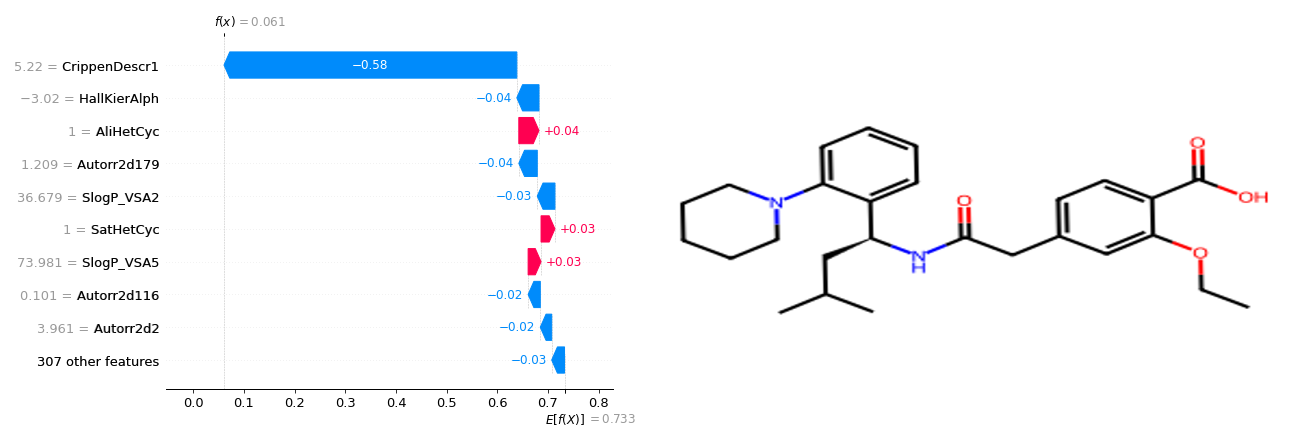 f(x) = 0.061
5.22 = CrippenDescr1
−0.58
−3.02 = HallKierAlph
−0.04
1 = AliHetCyc
+0.04
1.209 = Autorr2d179
−0.04
36.679 = SlogP_VSA2
−0.03
1 = SatHetCyc
+0.03
73.981 = SlogP_VSA5
+0.03
0.101 = Autorr2d116
−0.02
3.961 = Autorr2d2
−0.02
307 other features
−0.03
0.0 0.1 0.2 0.3 0.4 0.5 0.6 0.7 0.8
E[f(X)] = 0.733
O
OH
N
O
N
H
O